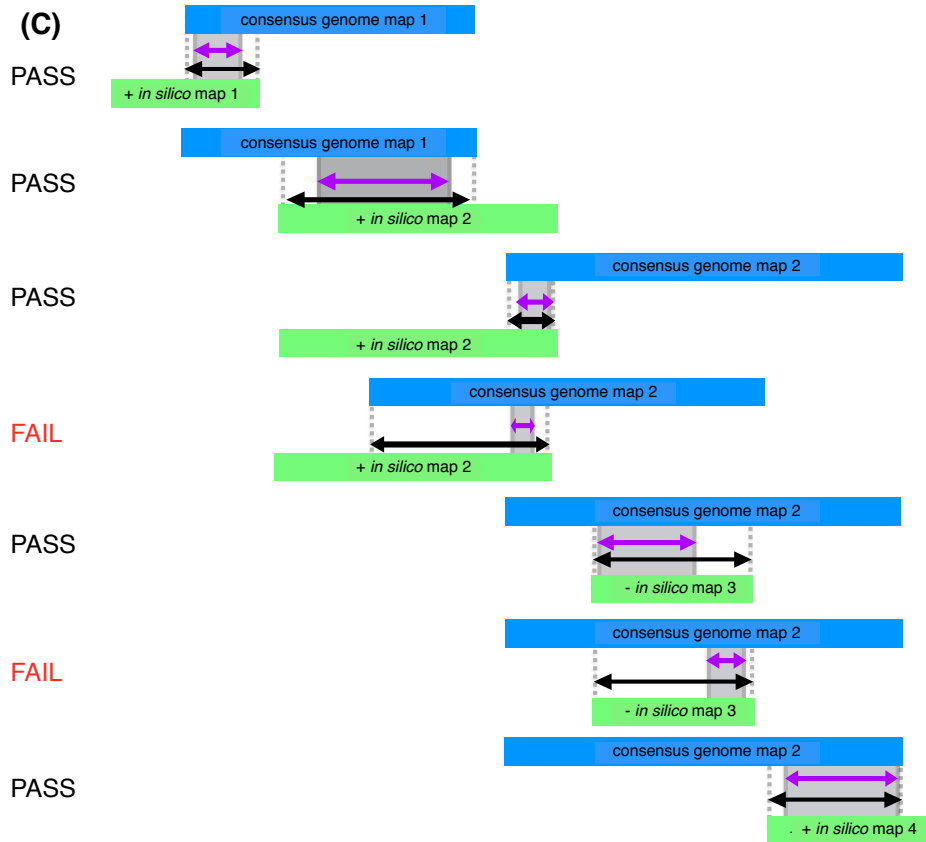 (C)
consensus genome map 1
PASS
+ in silico map 1
consensus genome map 1
PASS
+ in silico map 2
consensus genome map 2
PASS
+ in silico map 2
consensus genome map 2
FAIL
+ in silico map 2
consensus genome map 2
PASS
- in silico map 3
consensus genome map 2
FAIL
- in silico map 3
consensus genome map 2
PASS
. + in silico map 4